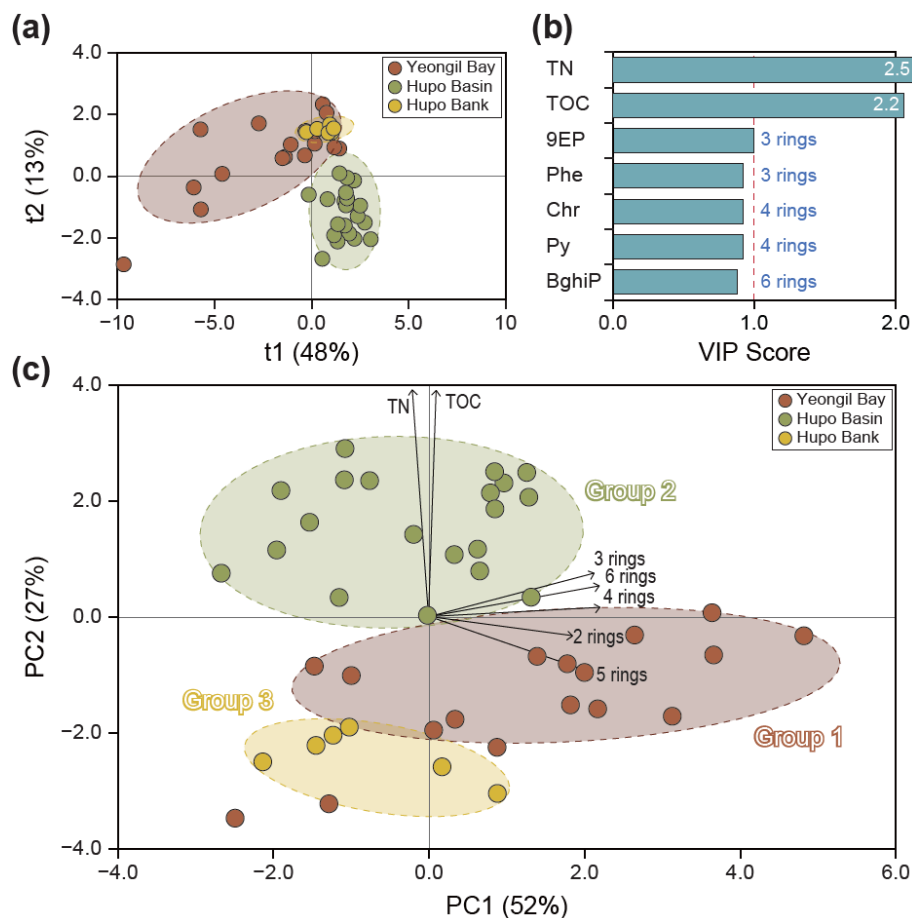 (a)
4.0
2.0
0.0
−2.0
−4.0
t2 (13%)
Yeongil Bay
Hupo Basin
Hupo Bank
−10
−5.0
0.0
5.0
10
t1 (48%)
(b)
TN
2.5
TOC
2.2
9EP
3 rings
Phe
3 rings
Chr
4 rings
Py
4 rings
BghiP
6 rings
0.0
1.0
2.0
VIP Score
(c)
4.0
2.0
0.0
−2.0
−4.0
PC2 (27%)
TN
TOC
Yeongil Bay
Hupo Basin
Hupo Bank
Group 2
3 rings
6 rings
4 rings
2 rings
5 rings
Group 3
Group 1
-4.0
-2.0
0.0
2.0
4.0
6.0
PC1 (52%)